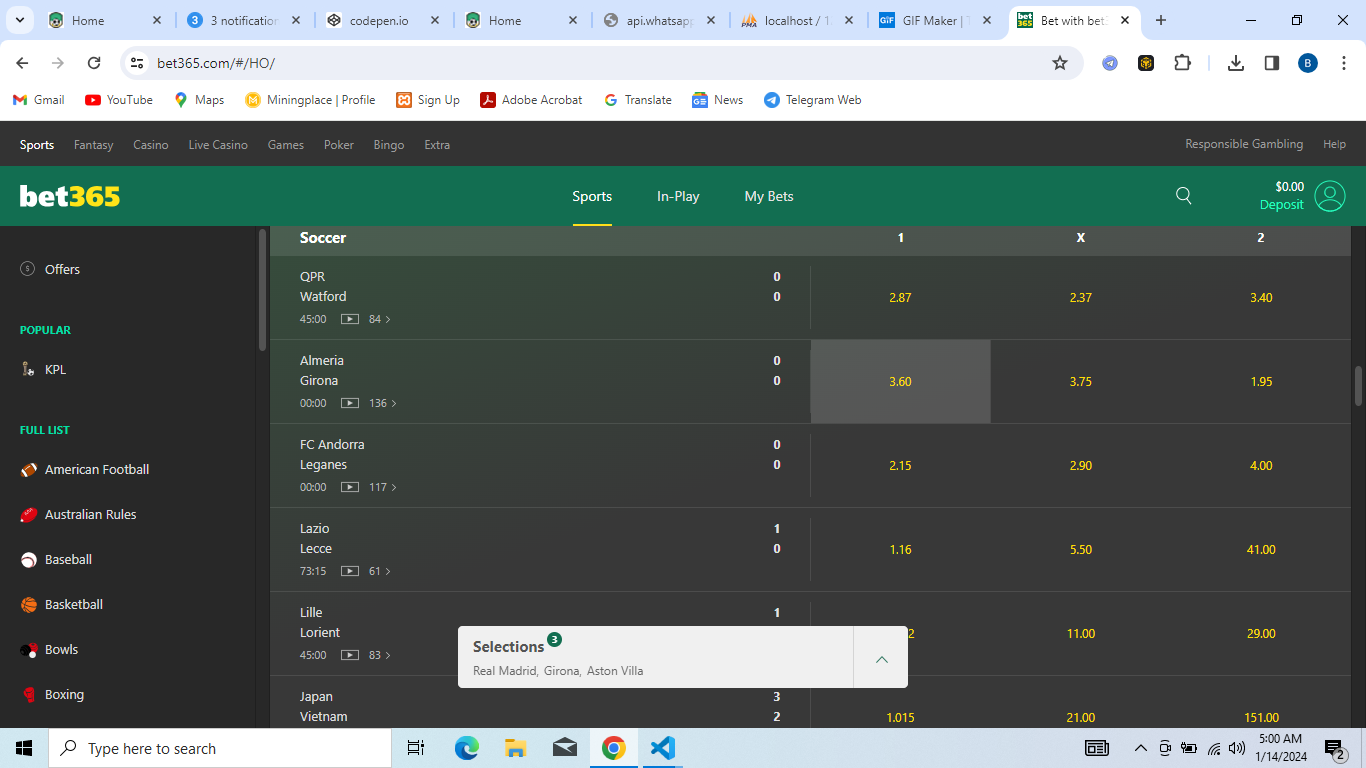 Home
3 3 notification
codepen.io
Home
api.whatsapp
localhost / 1
GIF GIF Maker | T
bet365 Bet with bet3
bet365.com/#/HO/
B
Gmail
YouTube
Maps
Miningplace | Profile
Sign Up
Adobe Acrobat
Translate
News
Telegram Web
Sports Fantasy Casino Live Casino Games Poker Bingo Extra
Responsible Gambling Help
bet365
Sports In-Play My Bets
$0.00
Deposit
Offers
POPULAR
KPL
FULL LIST
American Football
Australian Rules
Baseball
Basketball
Bowls
Boxing
Soccer 1 X 2
QPR 0
Watford 0
2.87 2.37 3.40
45:00 84 >
Almeria 0
Girona 0
3.60 3.75 1.95
00:00 136 >
FC Andorra 0
Leganes 0
2.15 2.90 4.00
00:00 117 >
Lazio 1
Lecce 0
1.16 5.50 41.00
73:15 61 >
Lille 1
Lorient
2 11.00 29.00
45:00 83 >
Selections 3
Real Madrid, Girona, Aston Villa
Japan 3
Vietnam 2
1.015 21.00 151.00
Type here to search
5:00 AM
1/14/2024
2